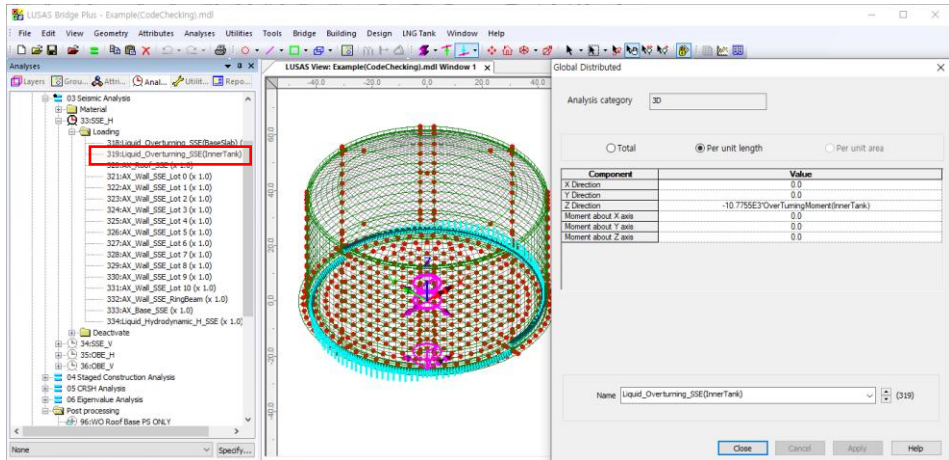 LUSAS Bridge Plus - Example(CodeChecking).mdl
File Edit View Geometry Attributes Analyses Utilities Tools Bridge Building Design LNG Tank Window Help
Analyses
Layers Grou... Attri... Anal... Utilit... Repo...
03 Seismic Analysis
Material
33:SSE_H
Loading
318:Liquid_Overturning_SSE(BaseSlab) (
319:Liquid_Overturning_SSE(InnerTank)
320:AX_Roof_SSE (x 1.0)
321:AX_Wall_SSE_Lot 0 (x 1.0)
322:AX_Wall_SSE_Lot 1 (x 1.0)
323:AX_Wall_SSE_Lot 2 (x 1.0)
324:AX_Wall_SSE_Lot 3 (x 1.0)
325:AX_Wall_SSE_Lot 4 (x 1.0)
326:AX_Wall_SSE_Lot 5 (x 1.0)
327:AX_Wall_SSE_Lot 6 (x 1.0)
328:AX_Wall_SSE_Lot 7 (x 1.0)
329:AX_Wall_SSE_Lot 8 (x 1.0)
330:AX_Wall_SSE_Lot 9 (x 1.0)
331:AX_Wall_SSE_Lot 10 (x 1.0)
332:AX_Wall_SSE_RingBeam (x 1.0)
333:AX_Base_SSE (x 1.0)
334:Liquid_Hydrodynamic_H_SSE (x 1.0)
Deactivate
34:SSE_V
35:OBE_H
36:OBE_V
04 Staged Construction Analysis
05 CRSH Analysis
06 Eigenvalue Analysis
Post processing
96:WO Roof Base PS ONLY
None Specify...
LUSAS View: Example(CodeChecking).mdl Window 1 x
-40.0 -20.0 0.0 20.0 40.0
60.0
40.0
20.0
0.0
-20.0
-40.0
Z
X
Global Distributed
Analysis category 3D
Total Per unit length Per unit area
Component Value
X Direction 0.0
Y Direction 0.0
Z Direction -10.7755E3*OverTurningMoment(InnerTank)
Moment about X axis 0.0
Moment about Y axis 0.0
Moment about Z axis 0.0
Name Liquid_Overturning_SSE(InnerTank) (319)
Close Cancel Apply Help